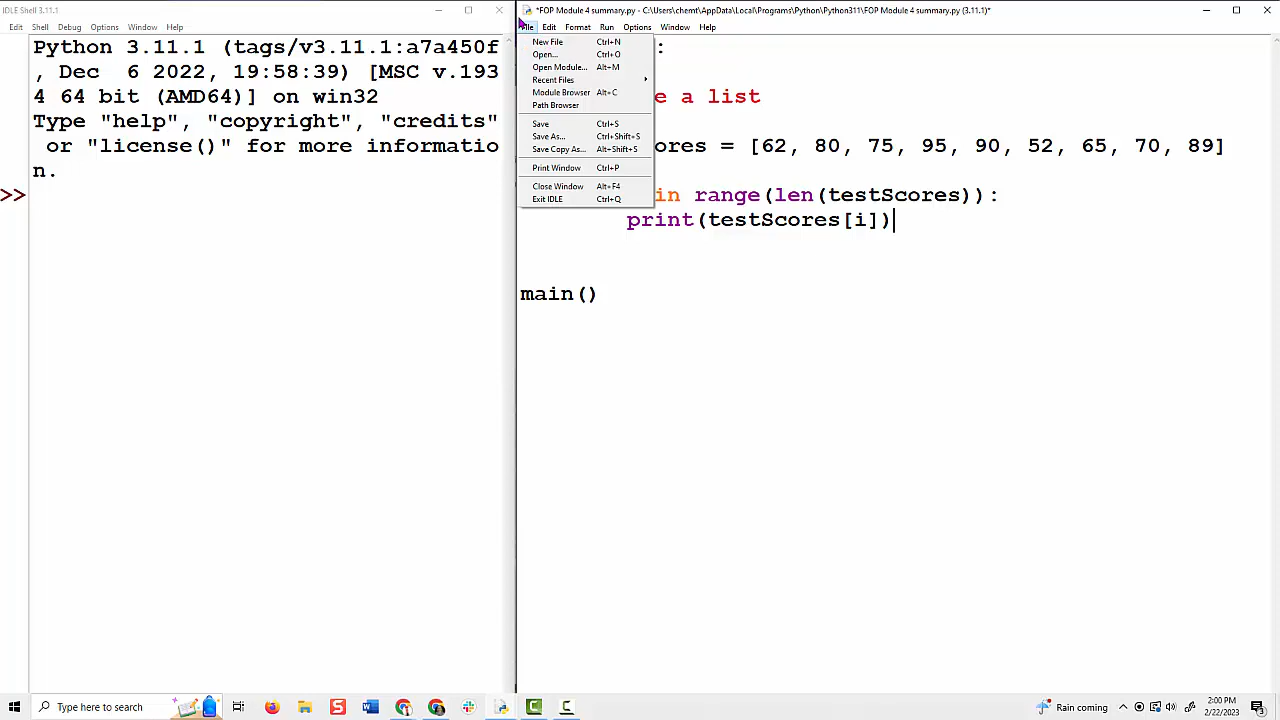 IDLE Shell 3.11.1
Edit Shell Debug Options Window Help
Python 3.11.1 (tags/v3.11.1:a7a450f
, Dec  6 2022, 19:58:39) [MSC v.193
4 64 bit (AMD64)] on win32
Type "help", "copyright", "credits"
 or "license()" for more informatio
n.
>>
*FOP Module 4 summary.py - C:\Users\chemt\AppData\Local\Programs\Python\Python311\FOP Module 4 summary.py (3.11.1)*
File Edit Format Run Options Window Help
New File Ctrl+N
Open... Ctrl+O
Open Module... Alt+M
Recent Files
Module Browser Alt+C
Path Browser
Save Ctrl+S
Save As... Ctrl+Shift+S
Save Copy As... Alt+Shift+S
Print Window Ctrl+P
Close Window Alt+F4
Exit IDLE Ctrl+Q
:
e a list
ores = [62, 80, 75, 95, 90, 52, 65, 70, 89]
in range(len(testScores)):
print(testScores[i])
main()
Type here to search
Rain coming
2:00 PM
2/22/2023